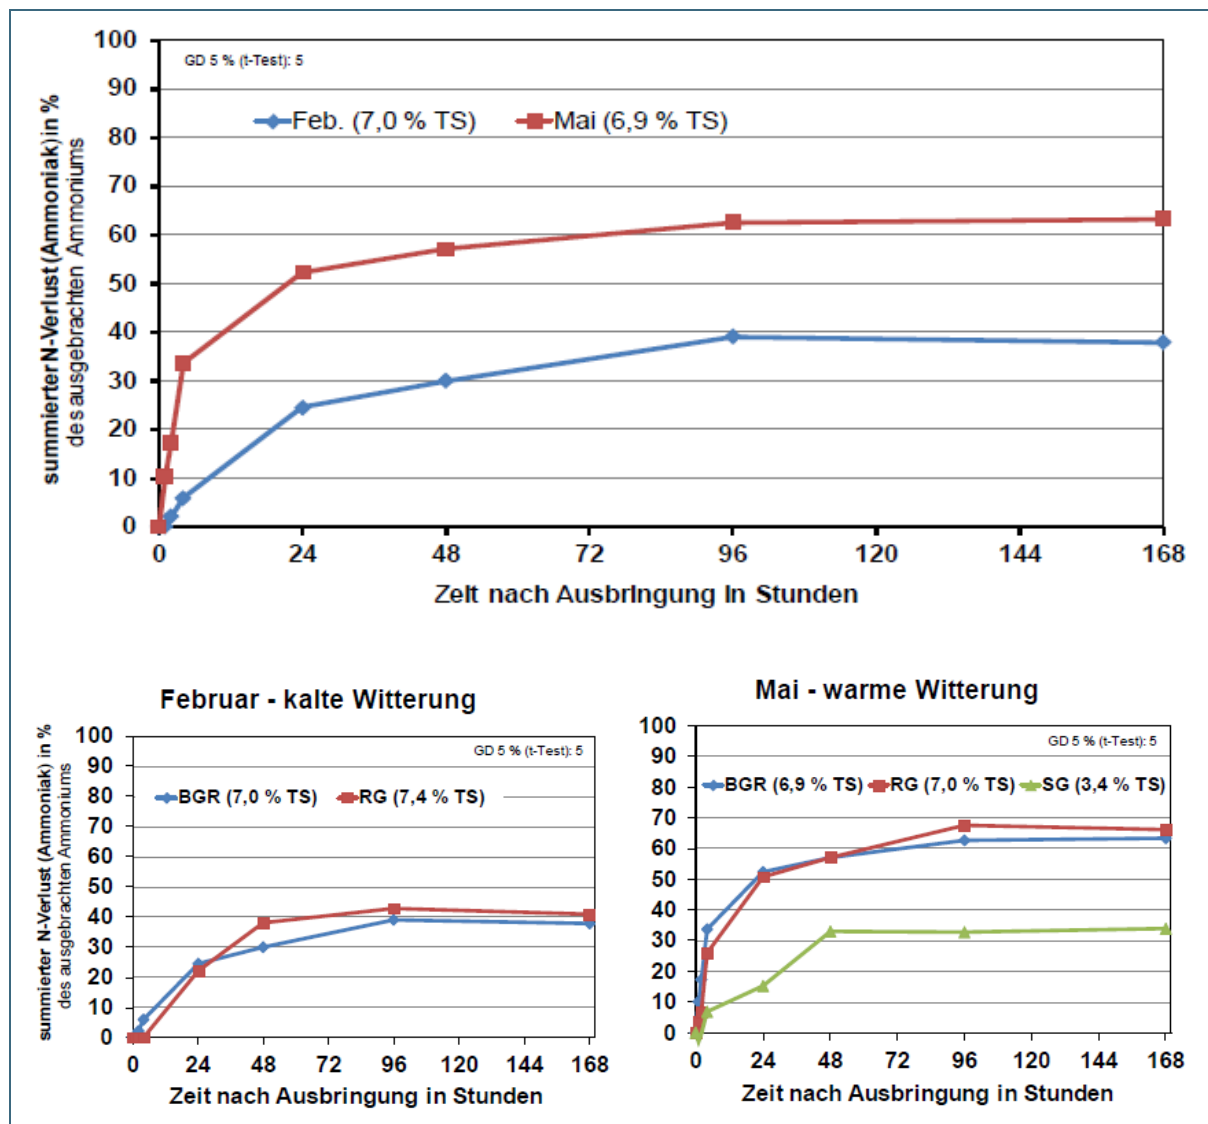 GD 5 % (t-Test): 5
Feb. (7,0 % TS) Mai (6,9 % TS)
summierter N-Verlust (Ammoniak) in %
des ausgebrachten Ammoniums
100
90
80
70
60
50
40
30
20
10
0
0 24 48 72 96 120 144 168
Zeit nach Ausbringung in Stunden
Februar - kalte Witterung
GD 5 % (t-Test): 5
BGR (7,0 % TS) RG (7,4 % TS)
summierter N-Verlust (Ammoniak) in %
des ausgebrachten Ammoniums
100
90
80
70
60
50
40
30
20
10
0
0 24 48 72 96 120 144 168
Zeit nach Ausbringung in Stunden
Mai - warme Witterung
GD 5 % (t-Test): 5
BGR (6,9 % TS) RG (7,0 % TS) SG (3,4 % TS)
100
90
80
70
60
50
40
30
20
10
0
0 24 48 72 96 120 144 168
Zeit nach Ausbringung in Stunden